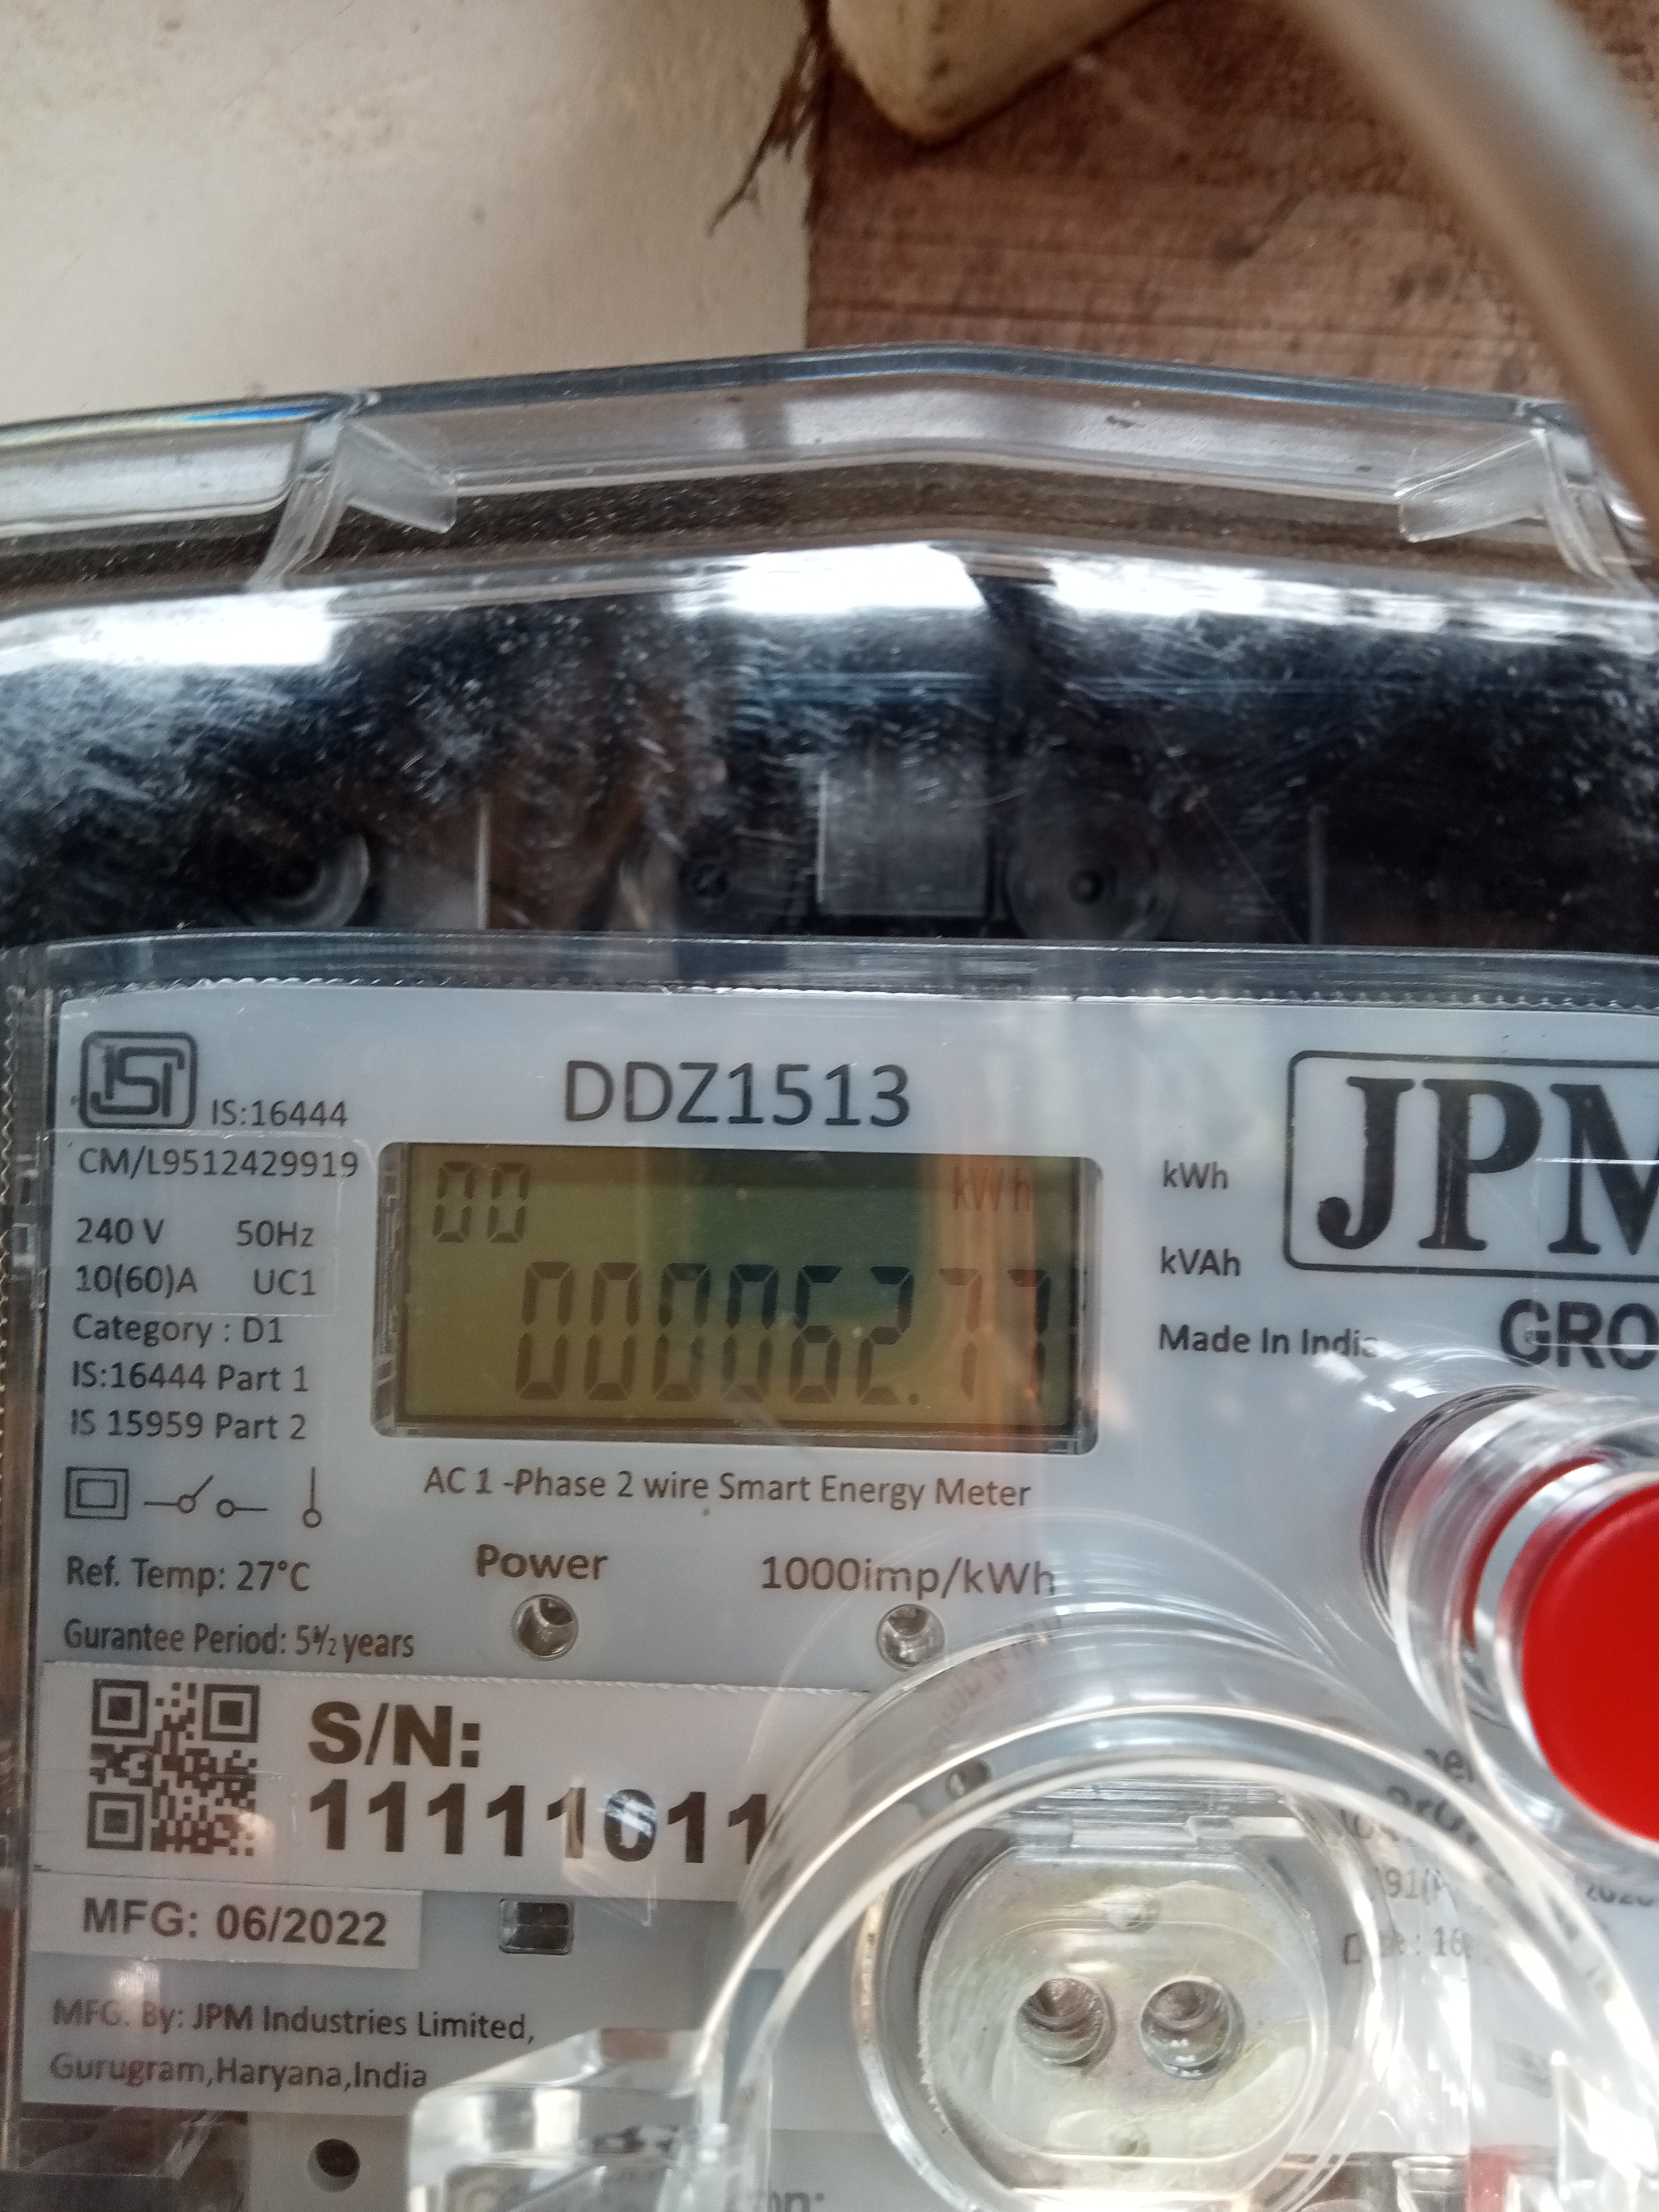 ISI
IS:16444
CM/L9512429919
240 V 50Hz
10(60)A UC1
Category : D1
IS:16444 Part 1
IS 15959 Part 2
DDZ1513
00 kWh
000062.77
kWh
kVAh
Made In India
JPM
GRO
AC 1 -Phase 2 wire Smart Energy Meter
Ref. Temp: 27°C
Power
1000imp/kWh
Gurantee Period: 5½ years
S/N:
11111011
MFG: 06/2022
MFG. By: JPM Industries Limited,
Gurugram,Haryana,India